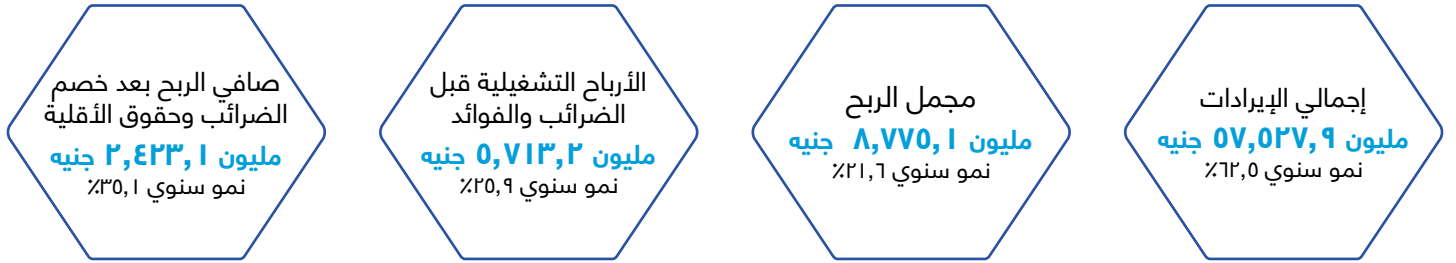 إجمالي الإيرادات
مليون ٥٧,٥٢٧,٩ جنيه
نمو سنوي ٦٢,٥٪
مجمل الربح
مليون ٨,٧٧٥,١ جنيه
نمو سنوي ٢١,٦٪
الأرباح التشغيلية قبل
الضرائب والفوائد
مليون ٥,٧١٣,٢ جنيه
نمو سنوي ٢٥,٩٪
صافي الربح بعد خصم
الضرائب وحقوق الأقلية
مليون ٢,٤٢٣,١ جنيه
نمو سنوي ٣٥,١٪